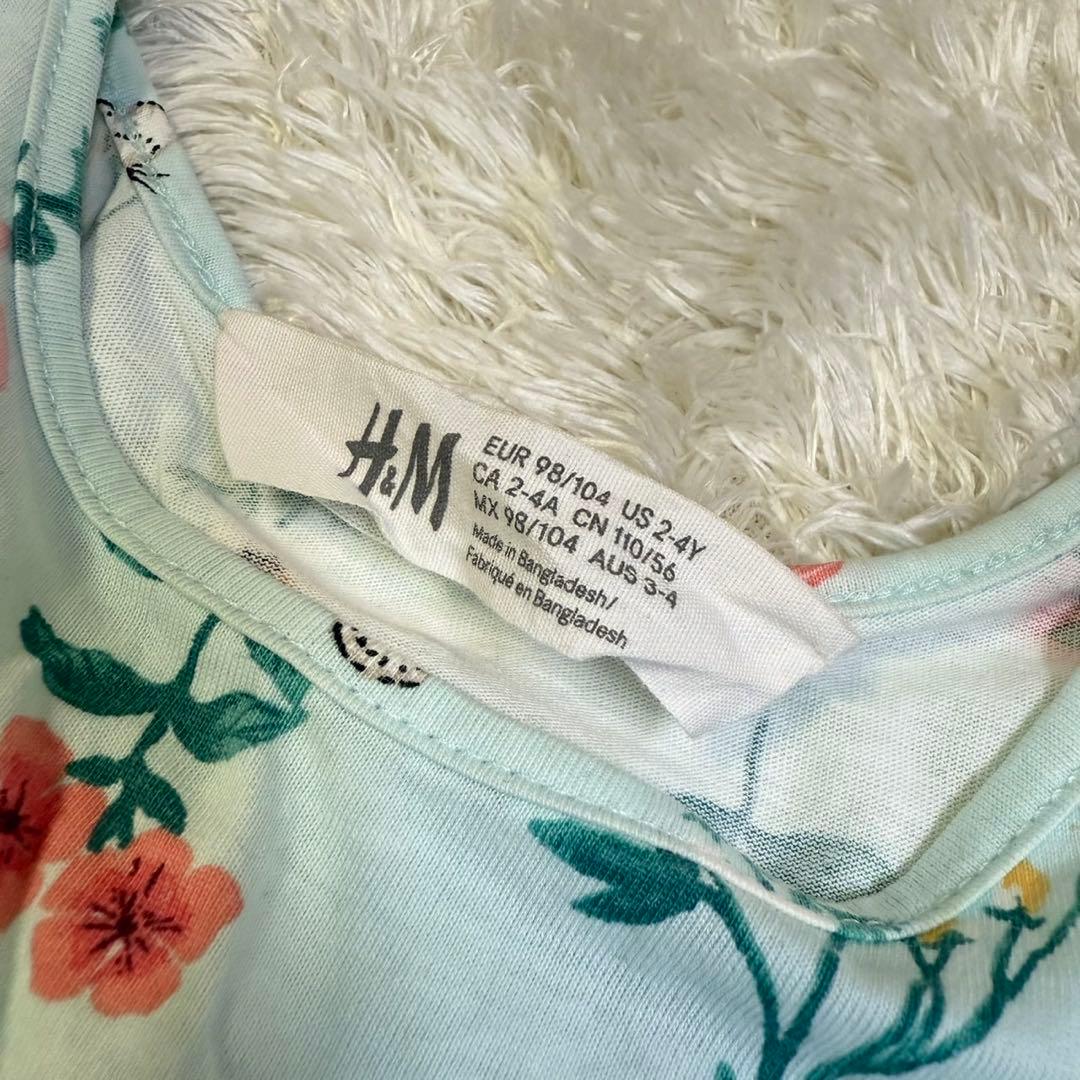 H&M
EUR 98/104 US 2-4Y
CA 2-4A CN 110/56
MX 98/104 AUS 3-4
Made in Bangladesh/
Fabriqué en Bangladesh